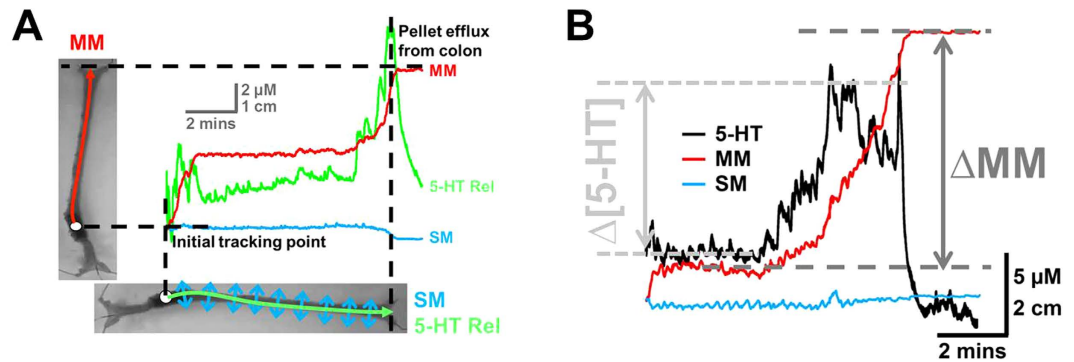 A
MM
Pellet efflux
from colon
MM
2 µM
1 cm
2 mins
5-HT Rel
Initial tracking point
SM
SM
5-HT Rel
B
Δ[5-HT]
5-HT
MM
SM
ΔMM
5 µM
2 cm
2 mins